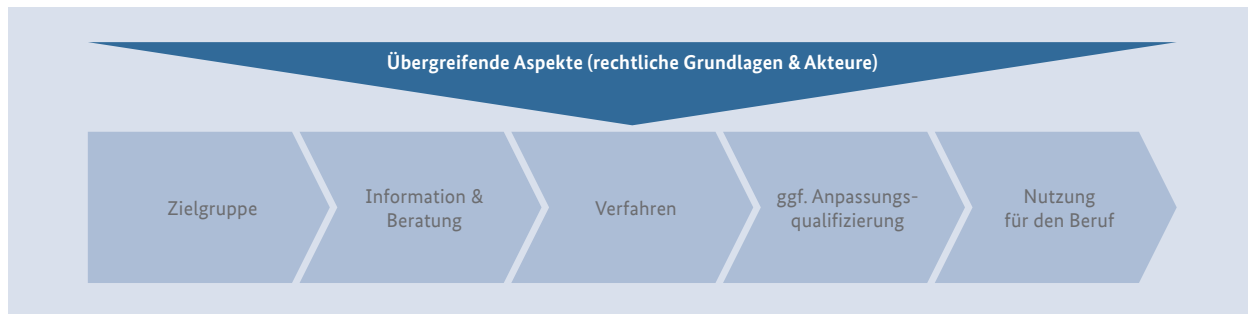 Übergreifende Aspekte (rechtliche Grundlagen & Akteure)
Zielgruppe
Information &
Beratung
Verfahren
ggf. Anpassungs-
qualifizierung
Nutzung
für den Beruf